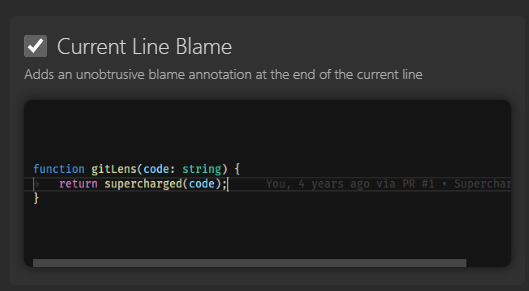 Current Line Blame
Adds an unobtrusive blame annotation at the end of the current line
function gitLens(code: string) {
return supercharged(code); You, 4 years ago via PR #1 • Superchar
}